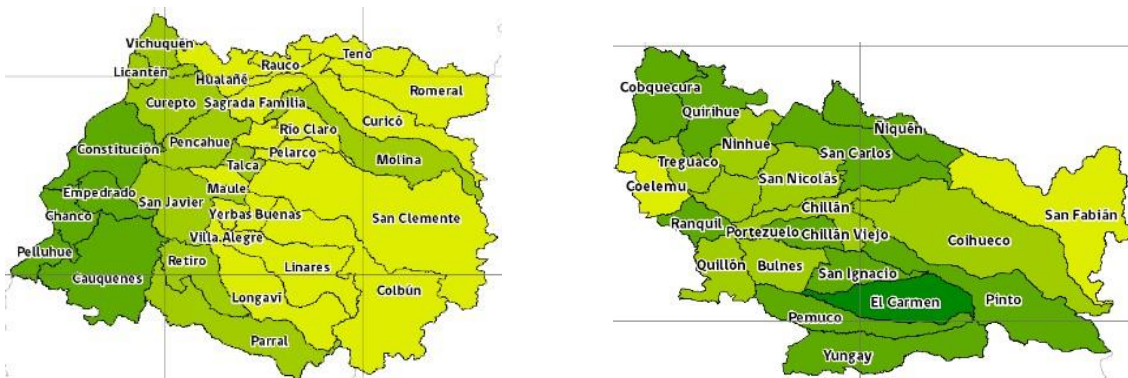 Vichuquén
Teno
Rauco
Licantén
Hualañé
Romeral
Curepto
Sagrada Familia
Río Claro
Curicó
Pencahue
Constitución
Pelarco
Molina
Talca
Empedrado
Maule
San Javier
Chanco
Yerbas Buenas
San Clemente
Villa Alegre
Pelluhue
Retiro
Linares
Cauquenes
Colbún
Longaví
Parral
Cobquecura
Quirihue
Ñiquén
Ninhue
San Carlos
Treguaco
San Nicolás
Coelemu
Chillán
San Fabián
Ranquil
Portezuelo
Chillán Viejo
Coihueco
Quillón
Bulnes
San Ignacio
El Carmen
Pinto
Pemuco
Yungay